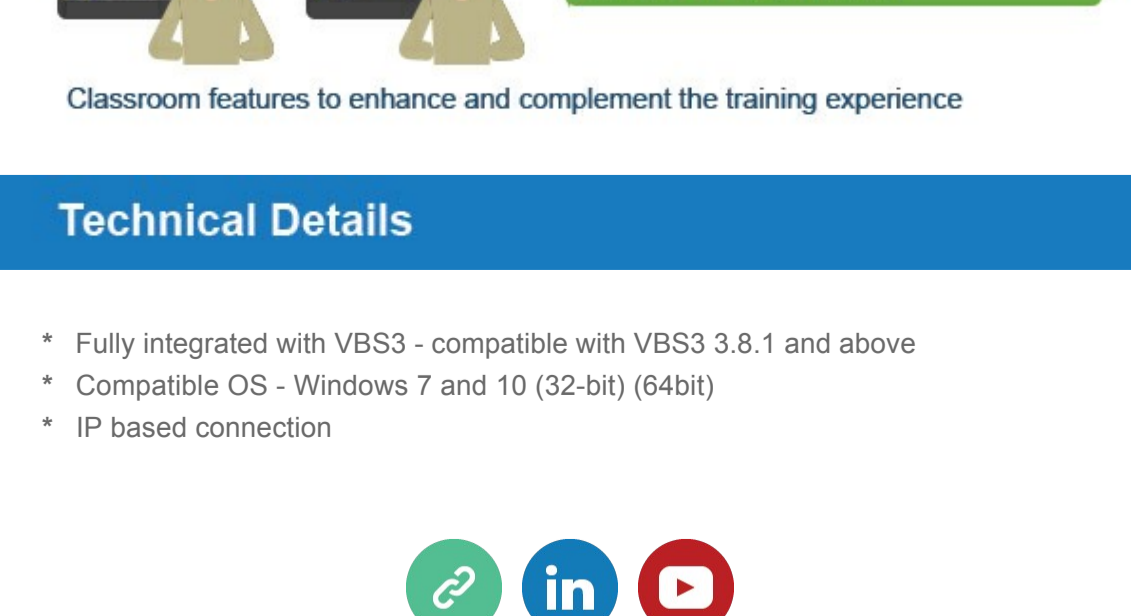 Classroom features to enhance and complement the training experience
Technical Details
* Fully integrated with VBS3 - compatible with VBS3 3.8.1 and above
* Compatible OS - Windows 7 and 10 (32-bit) (64bit)
* IP based connection
in